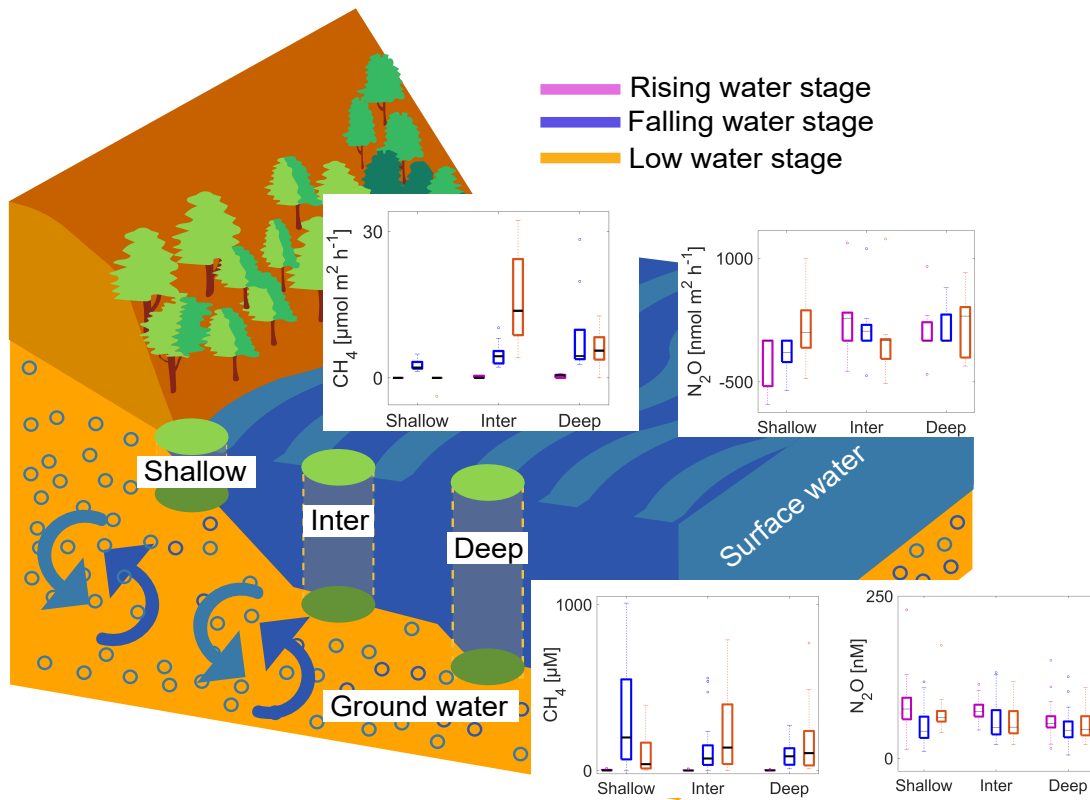 Rising water stage
Falling water stage
Low water stage
CH4 [µmol m2 h-1]
30
0
Shallow Inter Deep
N2O [nmol m2 h-1]
1000
-500
Shallow Inter Deep
Shallow
Inter
Deep
Surface water
Ground water
CH4 [µM]
1000
0
Shallow Inter Deep
N2O [nM]
250
0
Shallow Inter Deep